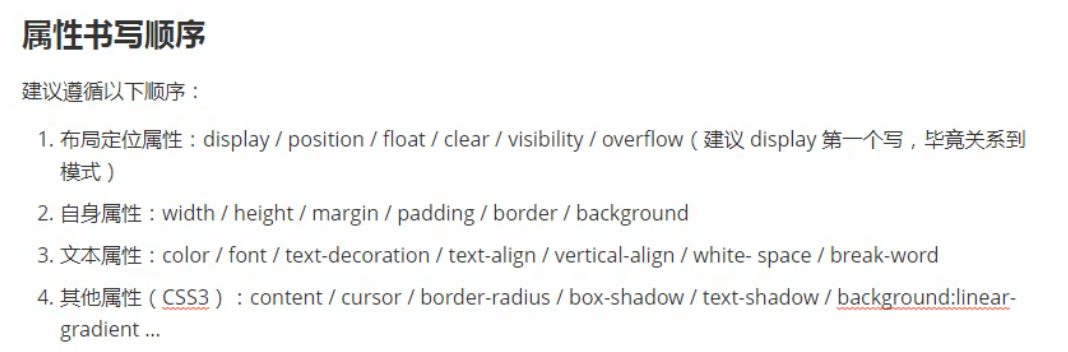 属性书写顺序
建议遵循以下顺序：
1. 布局定位属性：display / position / float / clear / visibility / overflow（建议 display 第一个写，毕竟关系到
模式）
2. 自身属性：width / height / margin / padding / border / background
3. 文本属性：color / font / text-decoration / text-align / vertical-align / white- space / break-word
4. 其他属性（CSS3）：content / cursor / border-radius / box-shadow / text-shadow / background:linear-
gradient ...